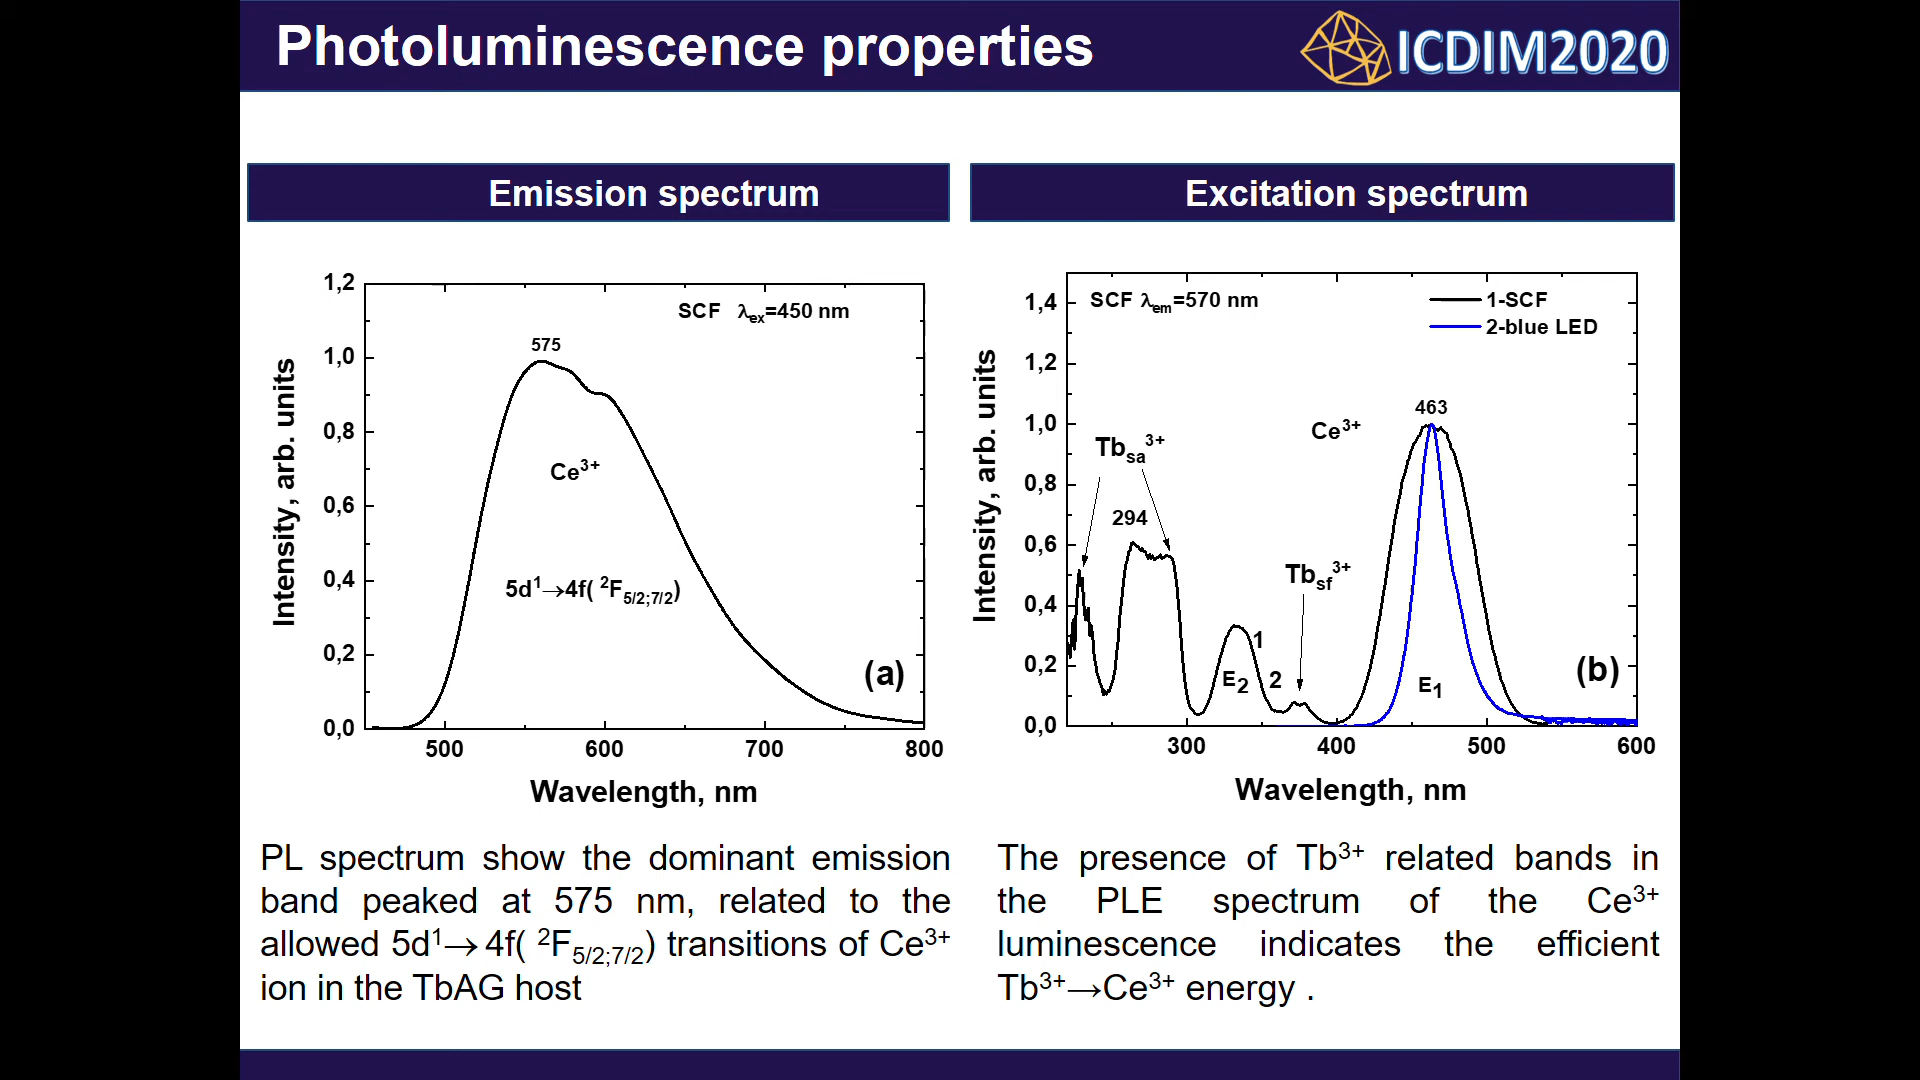 Photoluminescence properties
ICDIM2020
Emission spectrum
Excitation spectrum
1,2
1,0
0,8
0,6
0,4
0,2
0,0
500 600 700 800
Intensity, arb. units
Wavelength, nm
SCF λex=450 nm
575
Ce³⁺
5d¹→4f( ²F5/2;7/2)
(a)
1,4
1,2
1,0
0,8
0,6
0,4
0,2
0,0
300 400 500 600
Intensity, arb. units
Wavelength, nm
SCF λem=570 nm
1-SCF
2-blue LED
463
Ce³⁺
Tbsa³⁺
294
Tbsf³⁺
1
E2 2
E1
(b)
PL spectrum show the dominant emission
band peaked at 575 nm, related to the
allowed 5d¹→4f( ²F5/2;7/2) transitions of Ce³⁺
ion in the TbAG host
The presence of Tb³⁺ related bands in
the PLE spectrum of the Ce³⁺
luminescence indicates the efficient
Tb³⁺→Ce³⁺ energy .